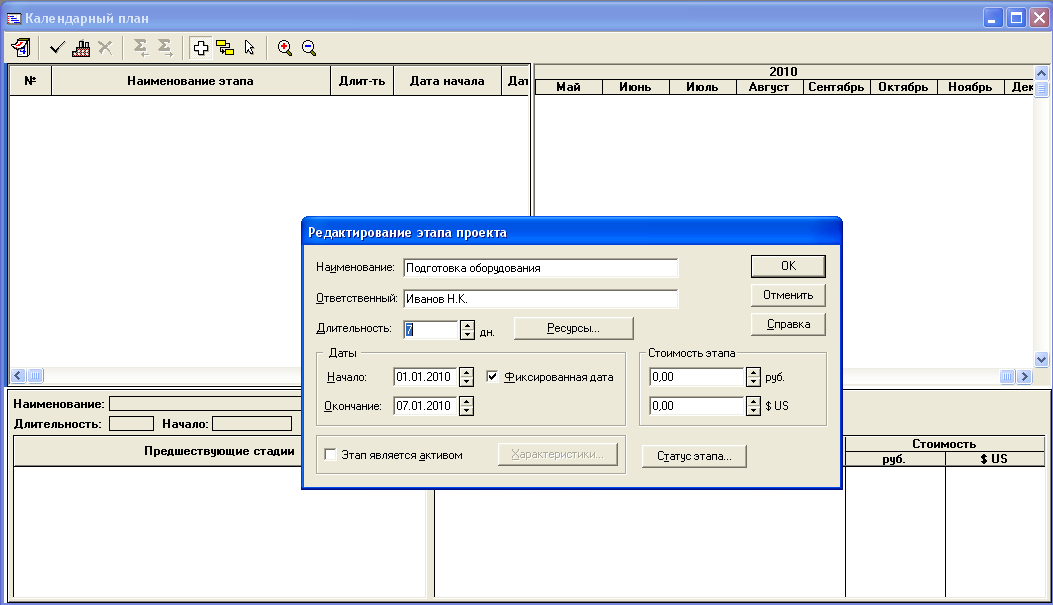 Календарный план
№ Наименование этапа Длит-ть Дата начала Дат
2010
Май Июнь Июль Август Сентябрь Октябрь Ноябрь Дек
Редактирование этапа проекта
Наименование: Подготовка оборудования
OK
Ответственный: Иванов Н.К.
Отменить
Длительность: 7 дн. Ресурсы...
Справка
Даты
Начало: 01.01.2010 Фиксированная дата
Окончание: 07.01.2010
Стоимость этапа
0,00 руб.
0,00 $ US
Этап является активом Характеристики...
Статус этапа...
Наименование:
Длительность: Начало:
Предшествующие стадии
Стоимость
руб. $ US